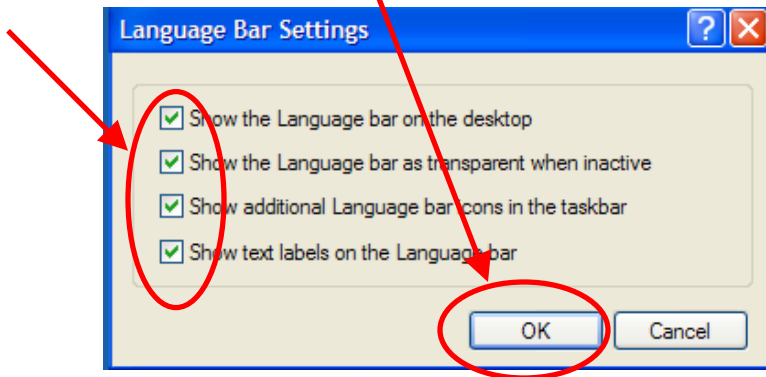 Language Bar Settings
Show the Language bar on the desktop
Show the Language bar as transparent when inactive
Show additional Language bar icons in the taskbar
Show text labels on the Language bar
OK Cancel